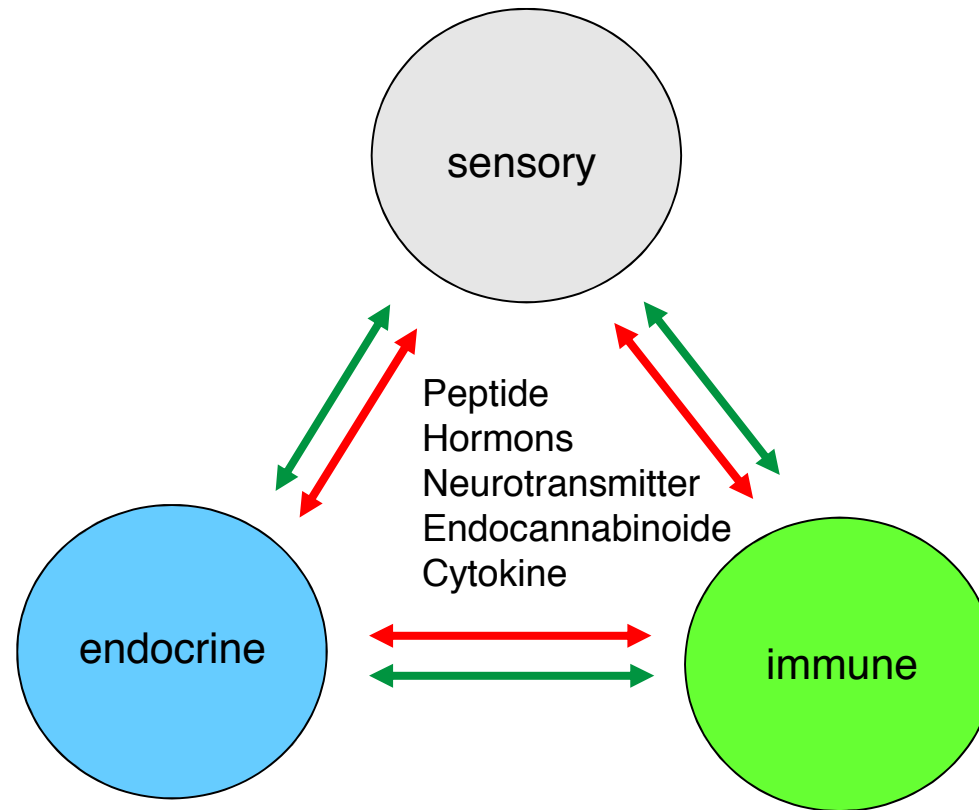 sensory
Peptide
Hormons
Neurotransmitter
Endocannabinoide
Cytokine
endocrine
immune